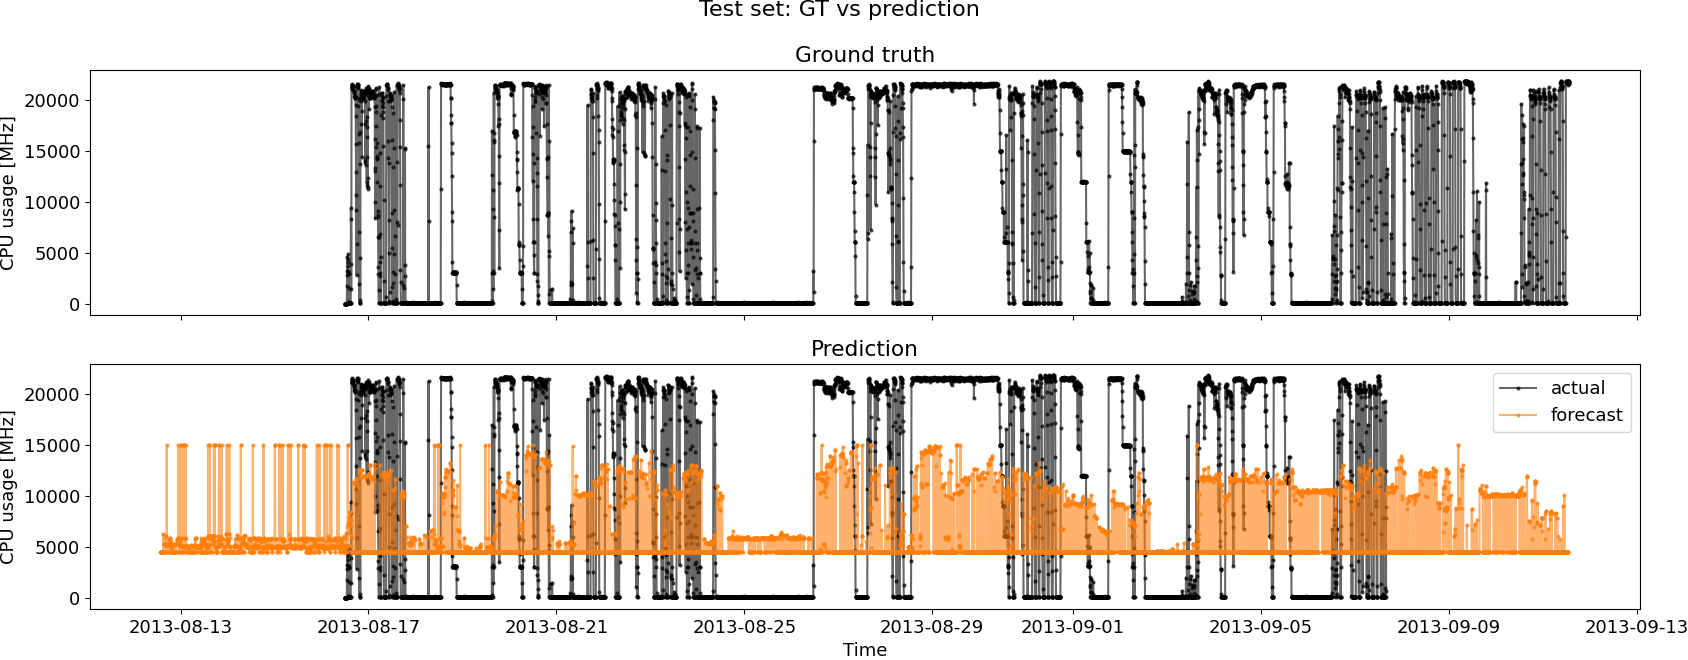 Test set: GT vs prediction
Ground truth
CPU usage [MHz]
20000
15000
10000
5000
0
Prediction
CPU usage [MHz]
20000
15000
10000
5000
0
actual
forecast
2013-08-13 2013-08-17 2013-08-21 2013-08-25 2013-08-29 2013-09-01 2013-09-05 2013-09-09 2013-09-13
Time